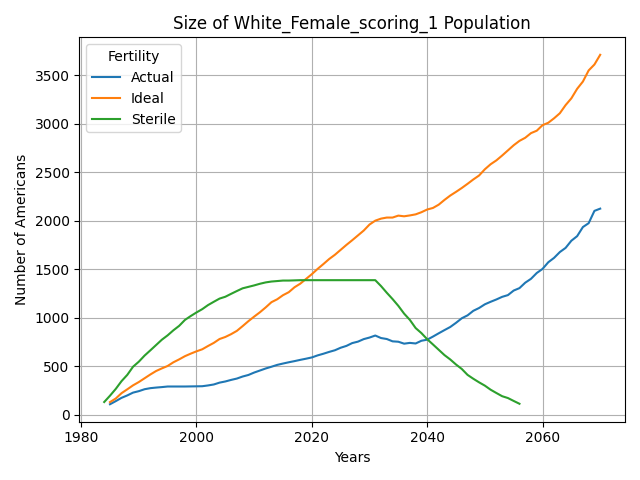 Size of White_Female_scoring_1 Population
Fertility
Actual
Ideal
Sterile
Number of Americans
3500
3000
2500
2000
1500
1000
500
0
1980
2000
2020
2040
2060
Years